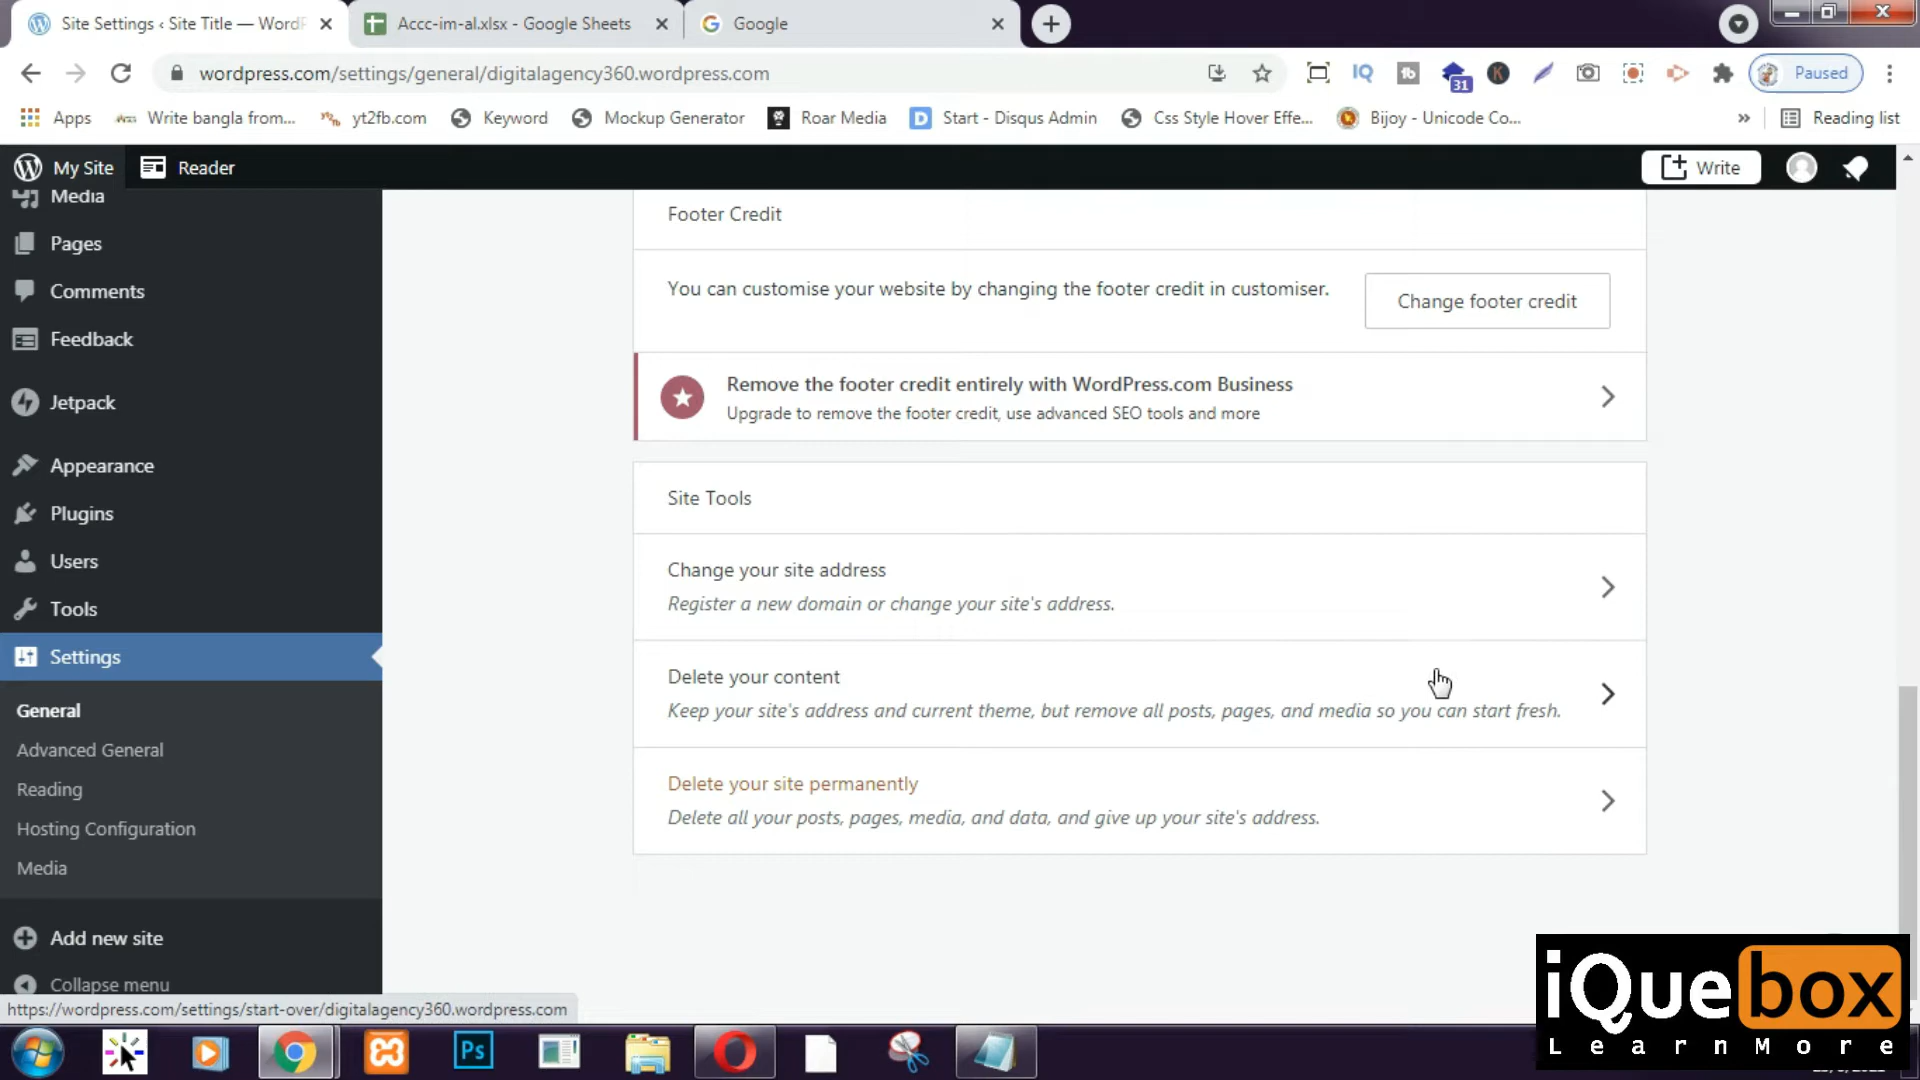 Site Settings ‹ Site Title — WordP
Accc-im-al.xlsx - Google Sheets
Google
wordpress.com/settings/general/digitalagency360.wordpress.com
31
Paused
Apps
Write bangla from...
yt2fb.com
Keyword
Mockup Generator
Roar Media
Start - Disqus Admin
Css Style Hover Effe...
Bijoy - Unicode Co...
»
Reading list
My Site
Reader
Write
Media
Pages
Comments
Feedback
Jetpack
Appearance
Plugins
Users
Tools
Settings
General
Advanced General
Reading
Hosting Configuration
Media
Add new site
Collapse menu
Footer Credit
You can customise your website by changing the footer credit in customiser.
Change footer credit
Remove the footer credit entirely with WordPress.com Business
Upgrade to remove the footer credit, use advanced SEO tools and more
Site Tools
Change your site address
Register a new domain or change your site's address.
Delete your content
Keep your site's address and current theme, but remove all posts, pages, and media so you can start fresh.
Delete your site permanently
Delete all your posts, pages, media, and data, and give up your site's address.
https://wordpress.com/settings/start-over/digitalagency360.wordpress.com
Ps
iQuebox
LearnMore